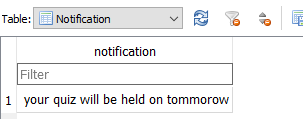 Table: Notification
notification
Filter
1 your quiz will be held on tommorow